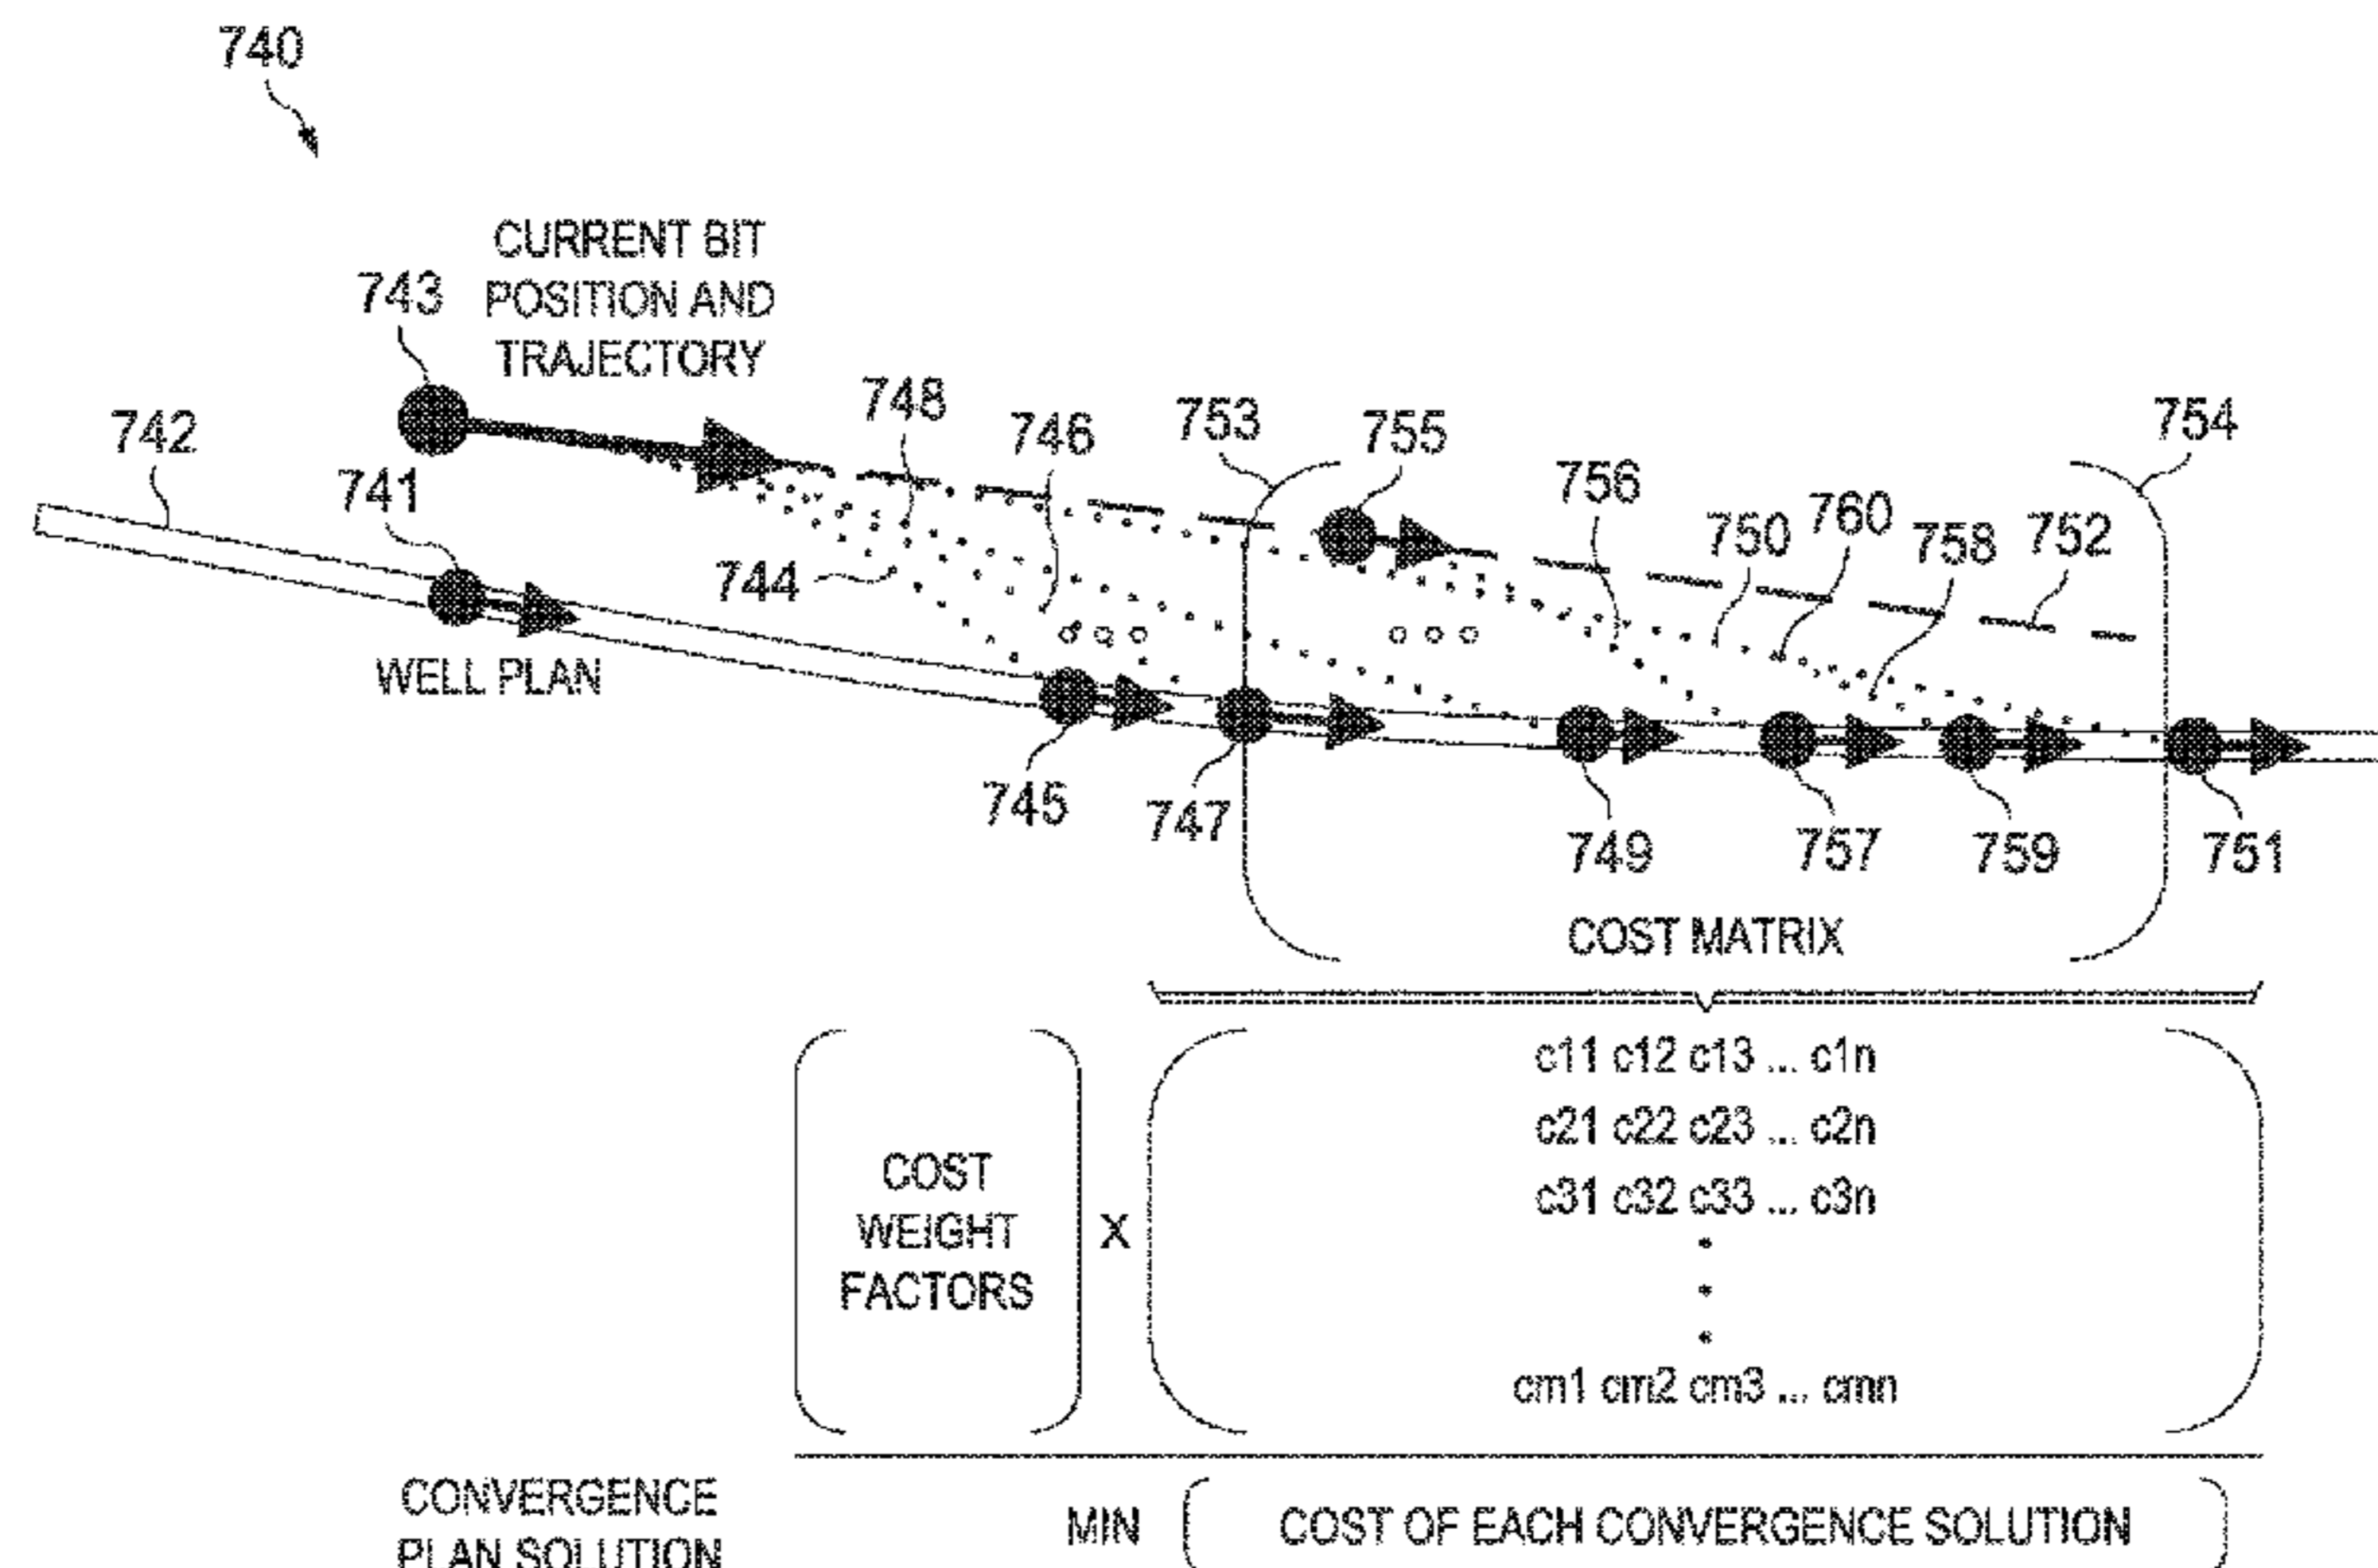 740
CURRENT BIT
POSITION AND
TRAJECTORY
743
742
741
748
746
753
755
754
756
750
760
758
752
744
WELL PLAN
745
747
749
757
759
751
COST MATRIX
COST
WEIGHT
FACTORS
X
c11 c12 c13 ... c1n
c21 c22 c23 ... c2n
c31 c32 c33 ... c3n
cm1 cm2 cm3 ... cmn
CONVERGENCE
PLAN SOLUTION
MIN
COST OF EACH CONVERGENCE SOLUTION